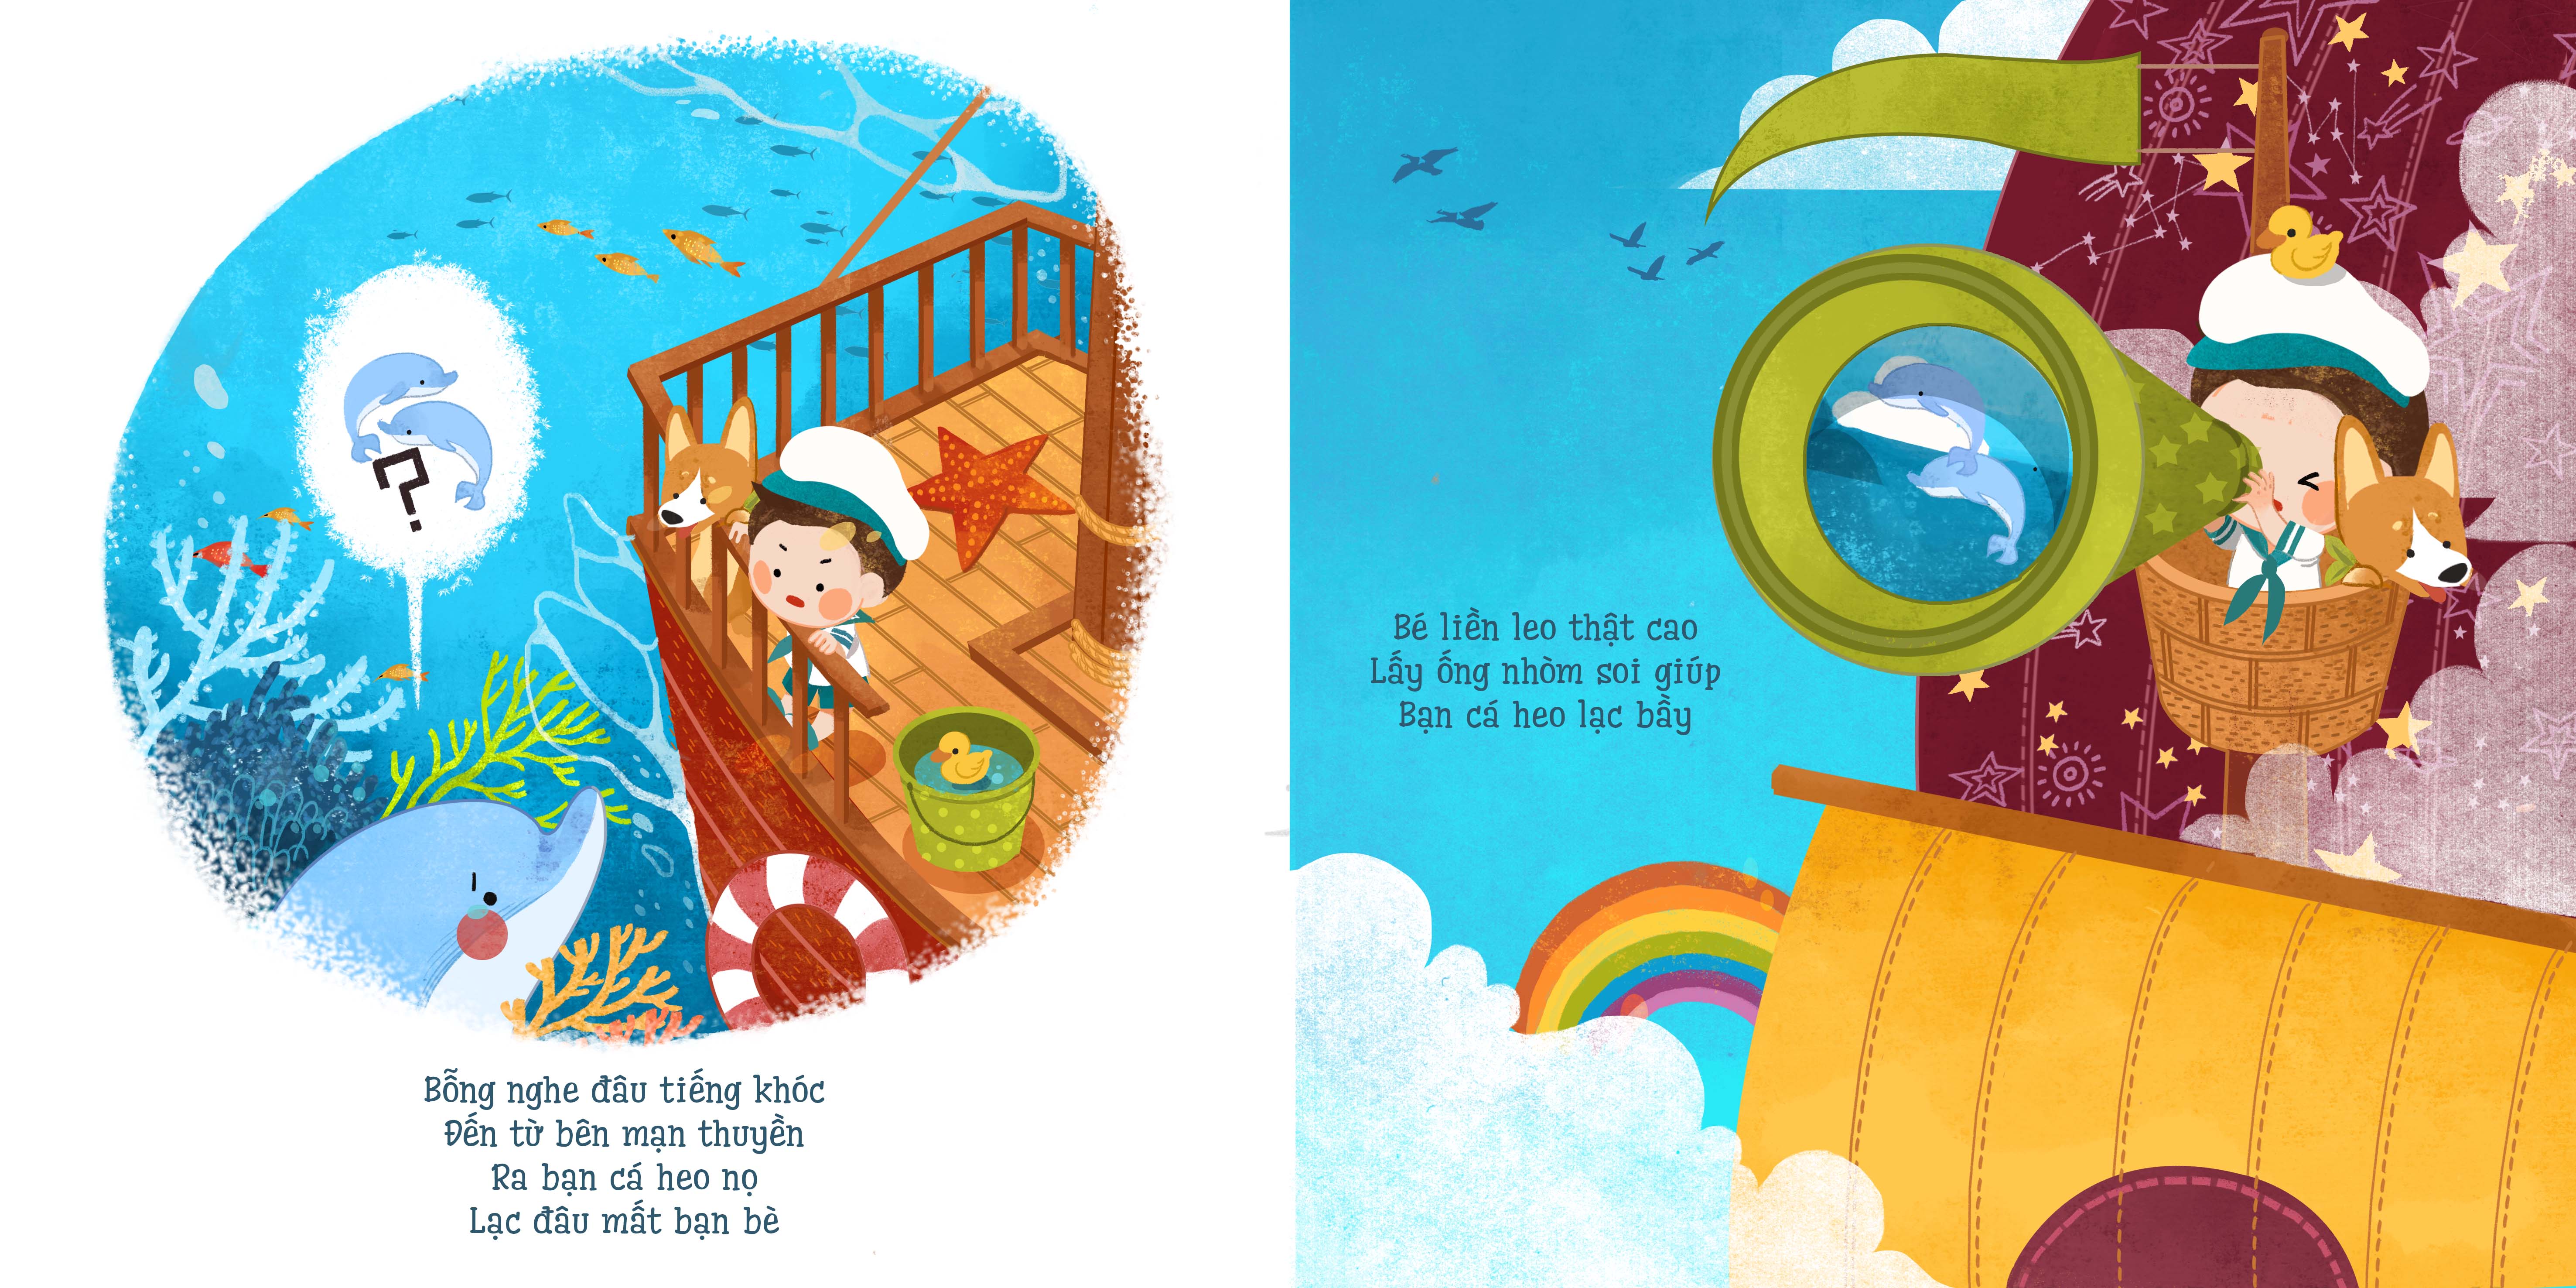 Bỗng nghe đâu tiếng khóc
Đến từ bên mạn thuyền
Ra bạn cá heo nọ
Lạc đâu mất bạn bè
?
Bé liền leo thật cao
Lấy ống nhòm soi giúp
Bạn cá heo lạc bầy